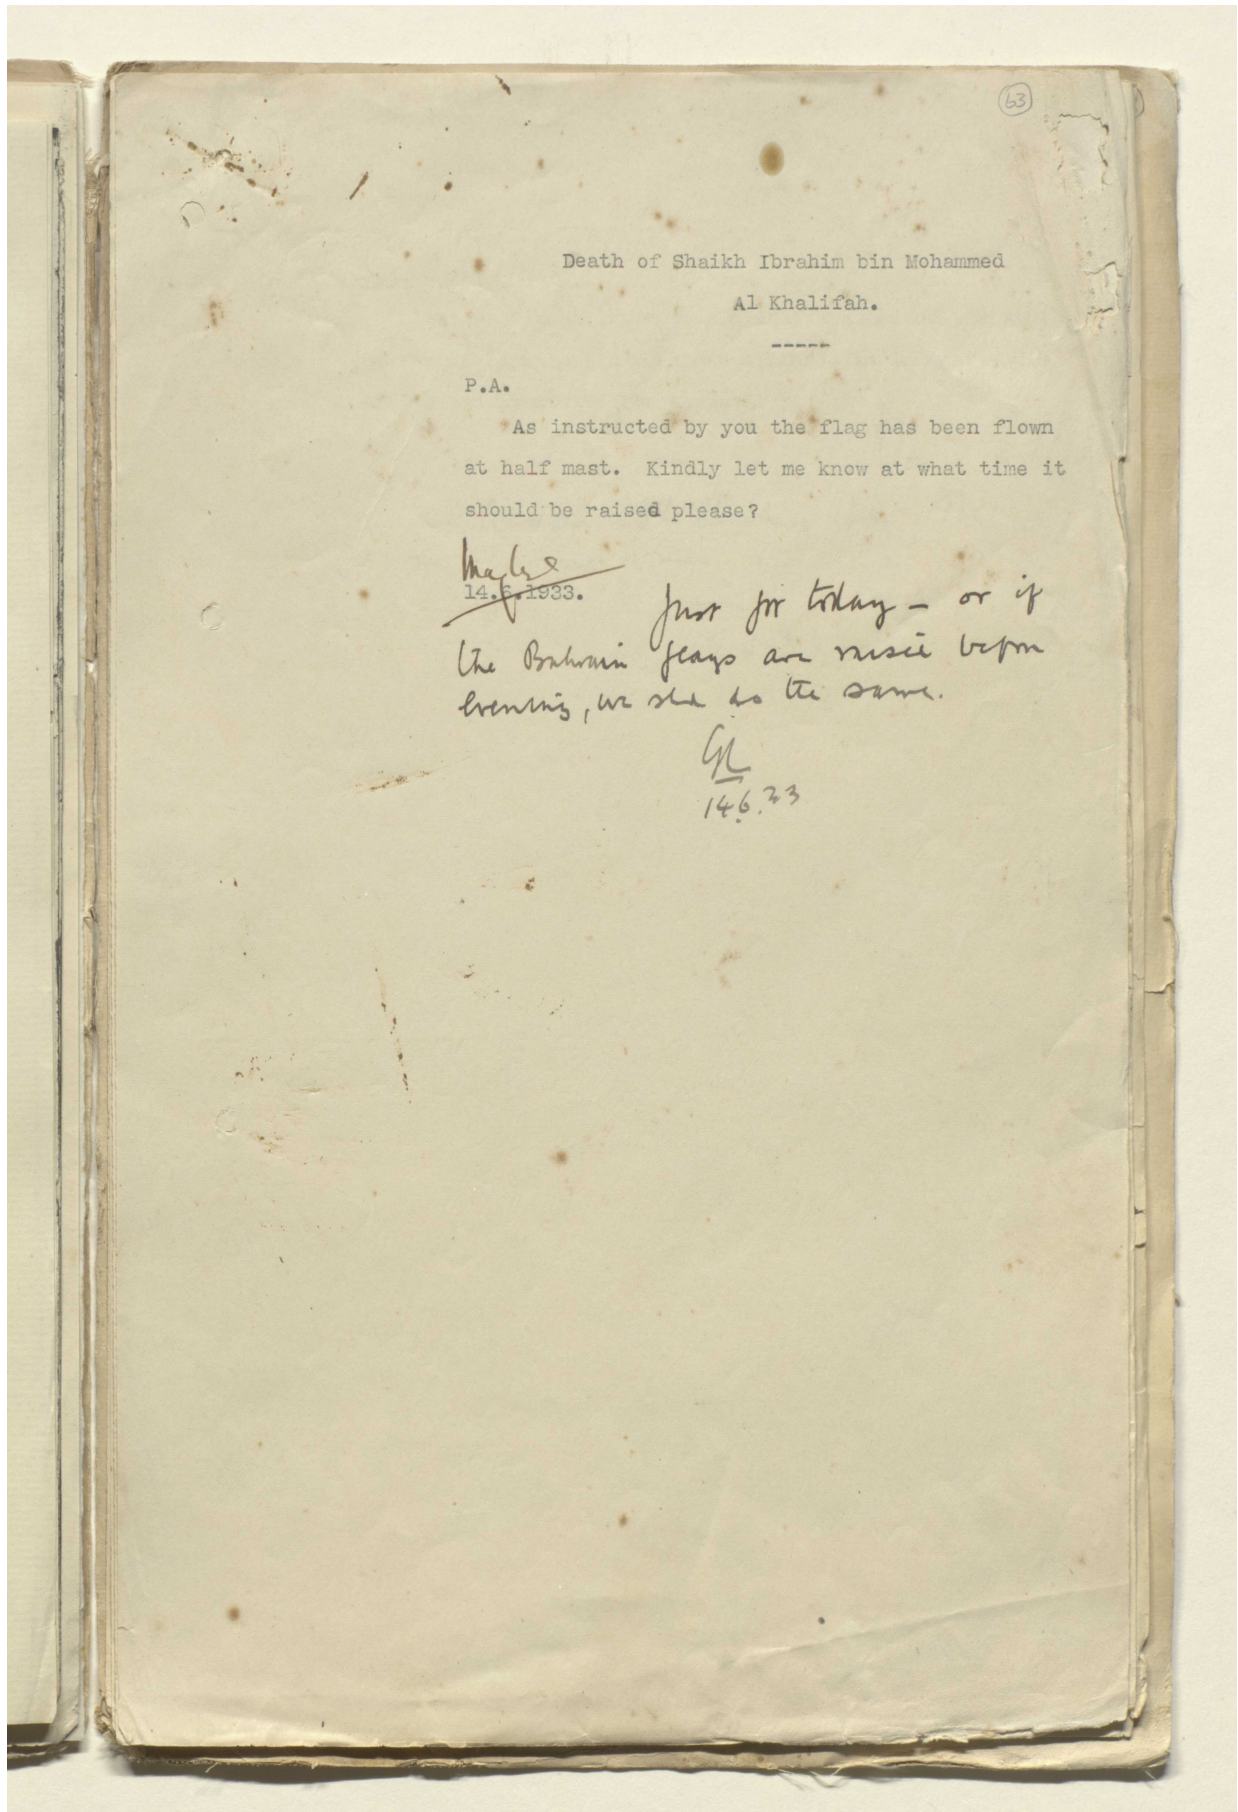 63
Death of Shaikh Ibrahim bin Mohammed
Al Khalifah.
-----
P.A.
As instructed by you the flag has been flown
at half mast. Kindly let me know at what time it
should be raised please?
14.6.1933.
Just for today - or if
the Bahrain flags are raised before
evening, we shd do the same.
GL
14.6.33